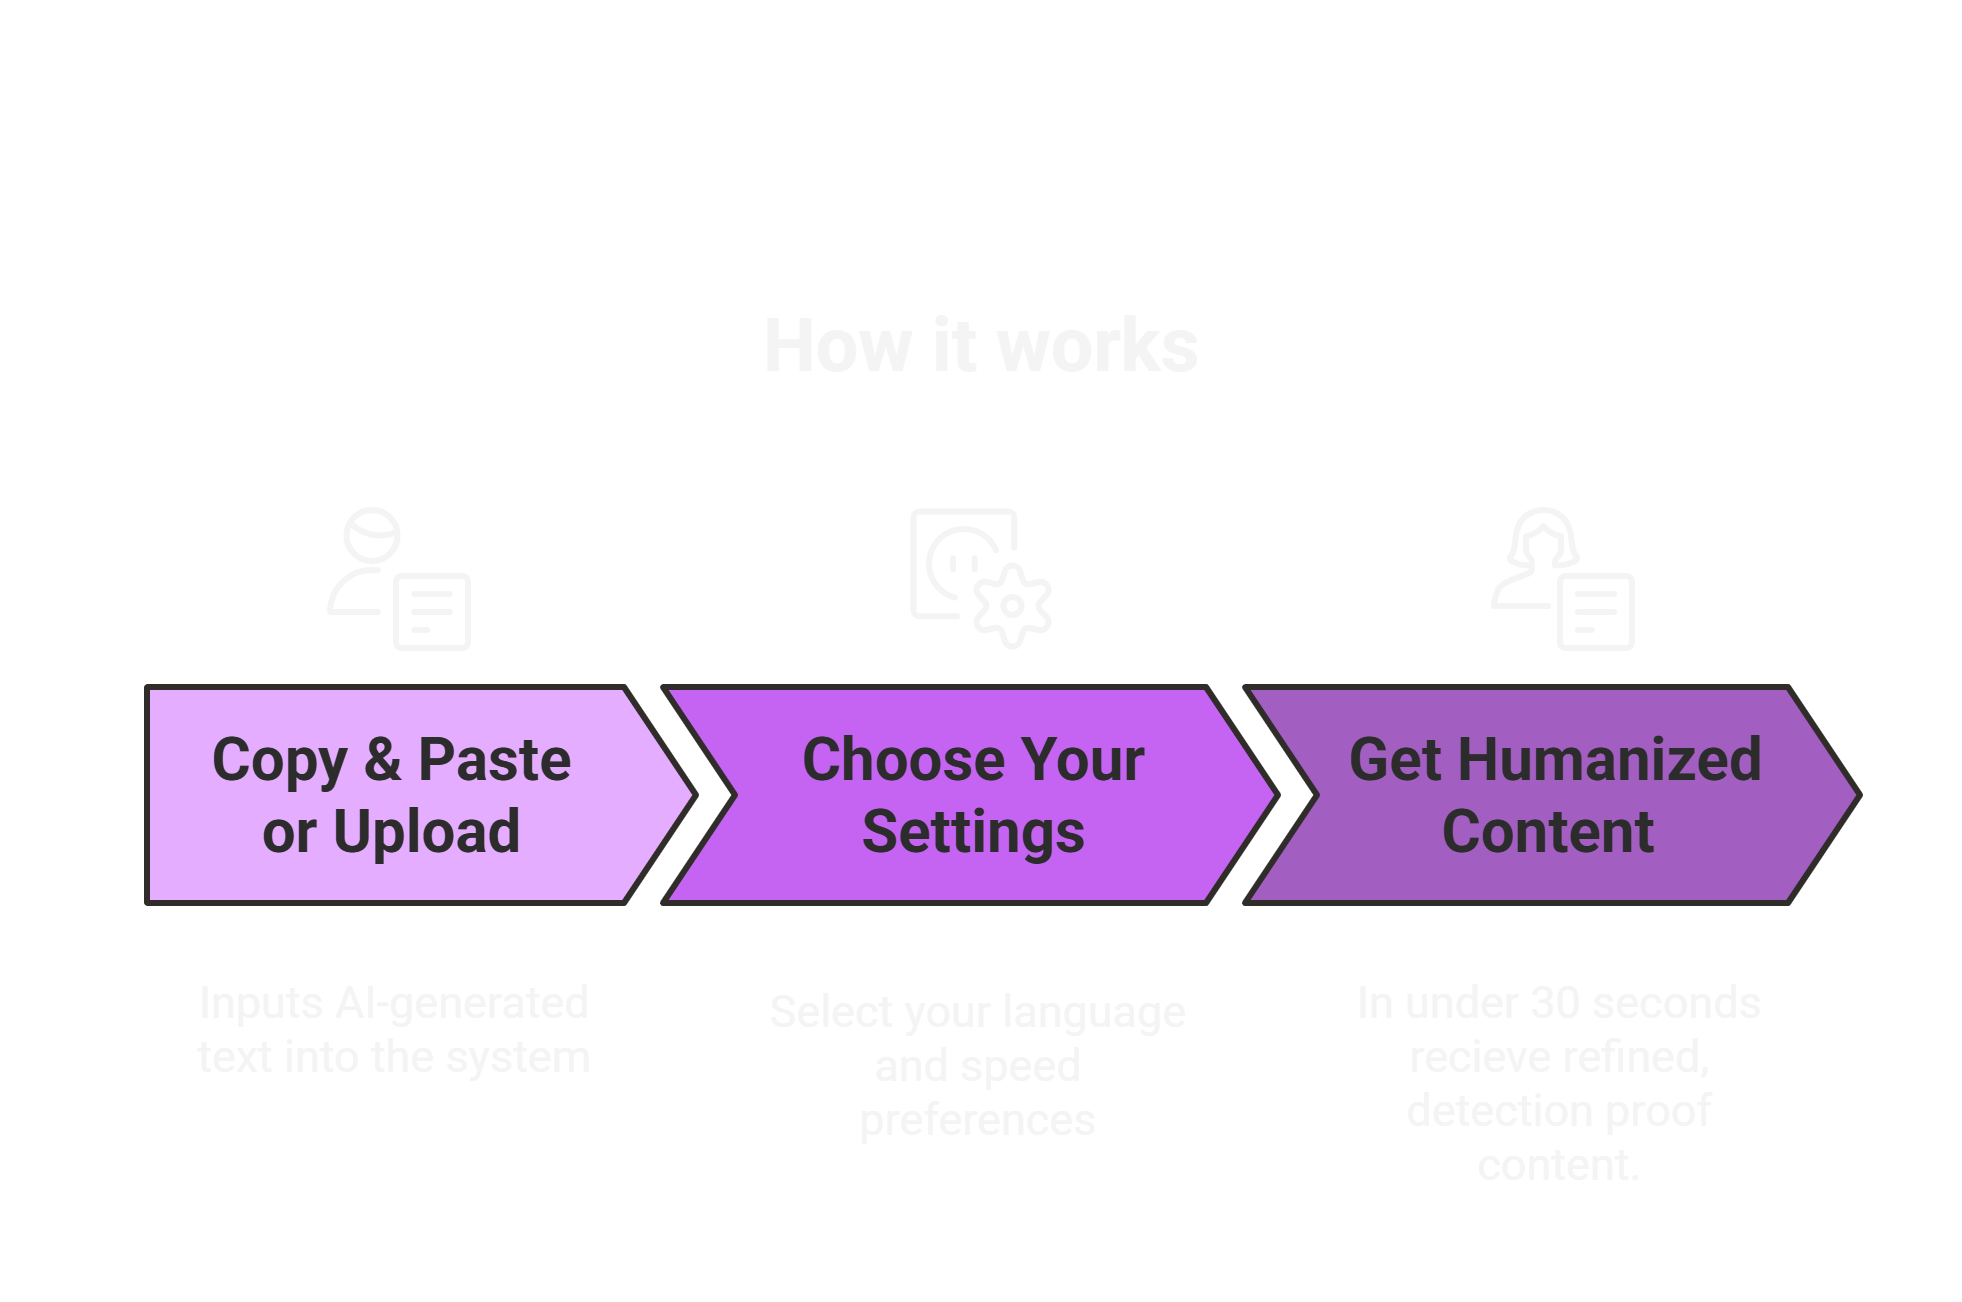 How it works
Copy & Paste
or Upload
Choose Your
Settings
Get Humanized
Content
Inputs AI-generated
text into the system
Select your language
and speed
preferences
In under 30 seconds
recieve refined,
detection proof
content.